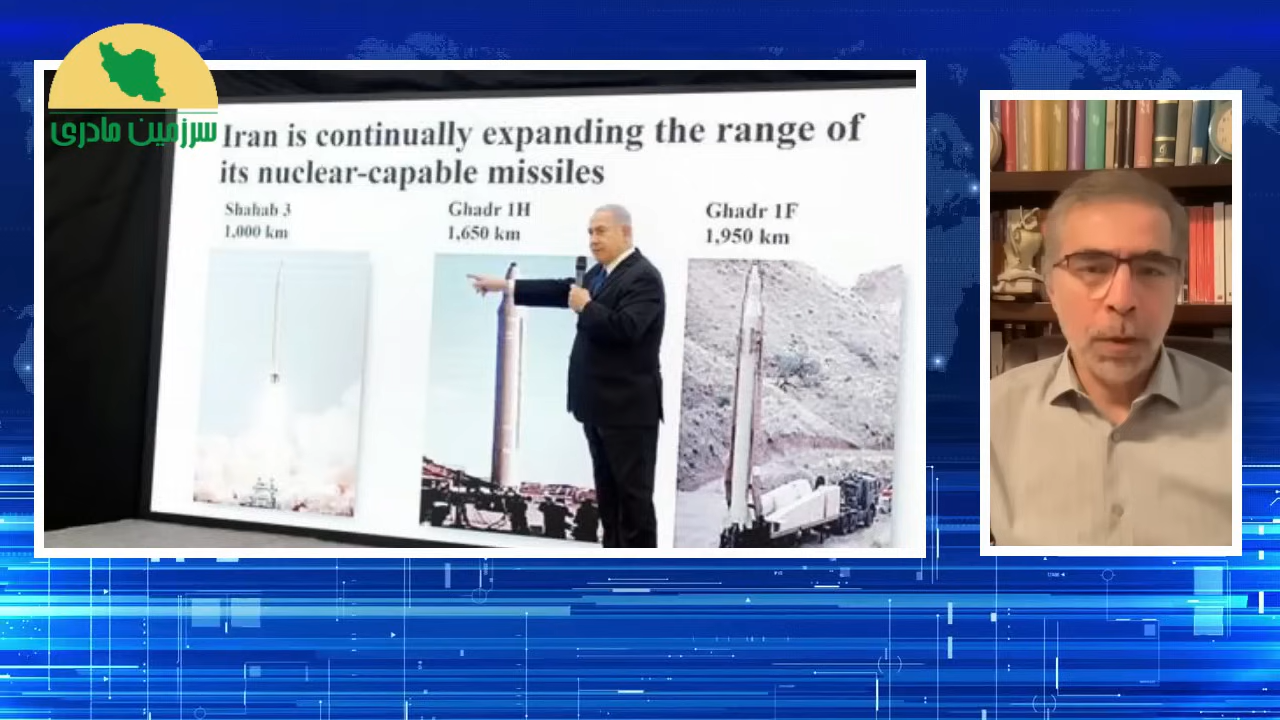 سرزمین مادری
Iran is continually expanding the range of
its nuclear-capable missiles
Shahab 3
1,000 km
Ghadr 1H
1,650 km
Ghadr 1F
1,950 km